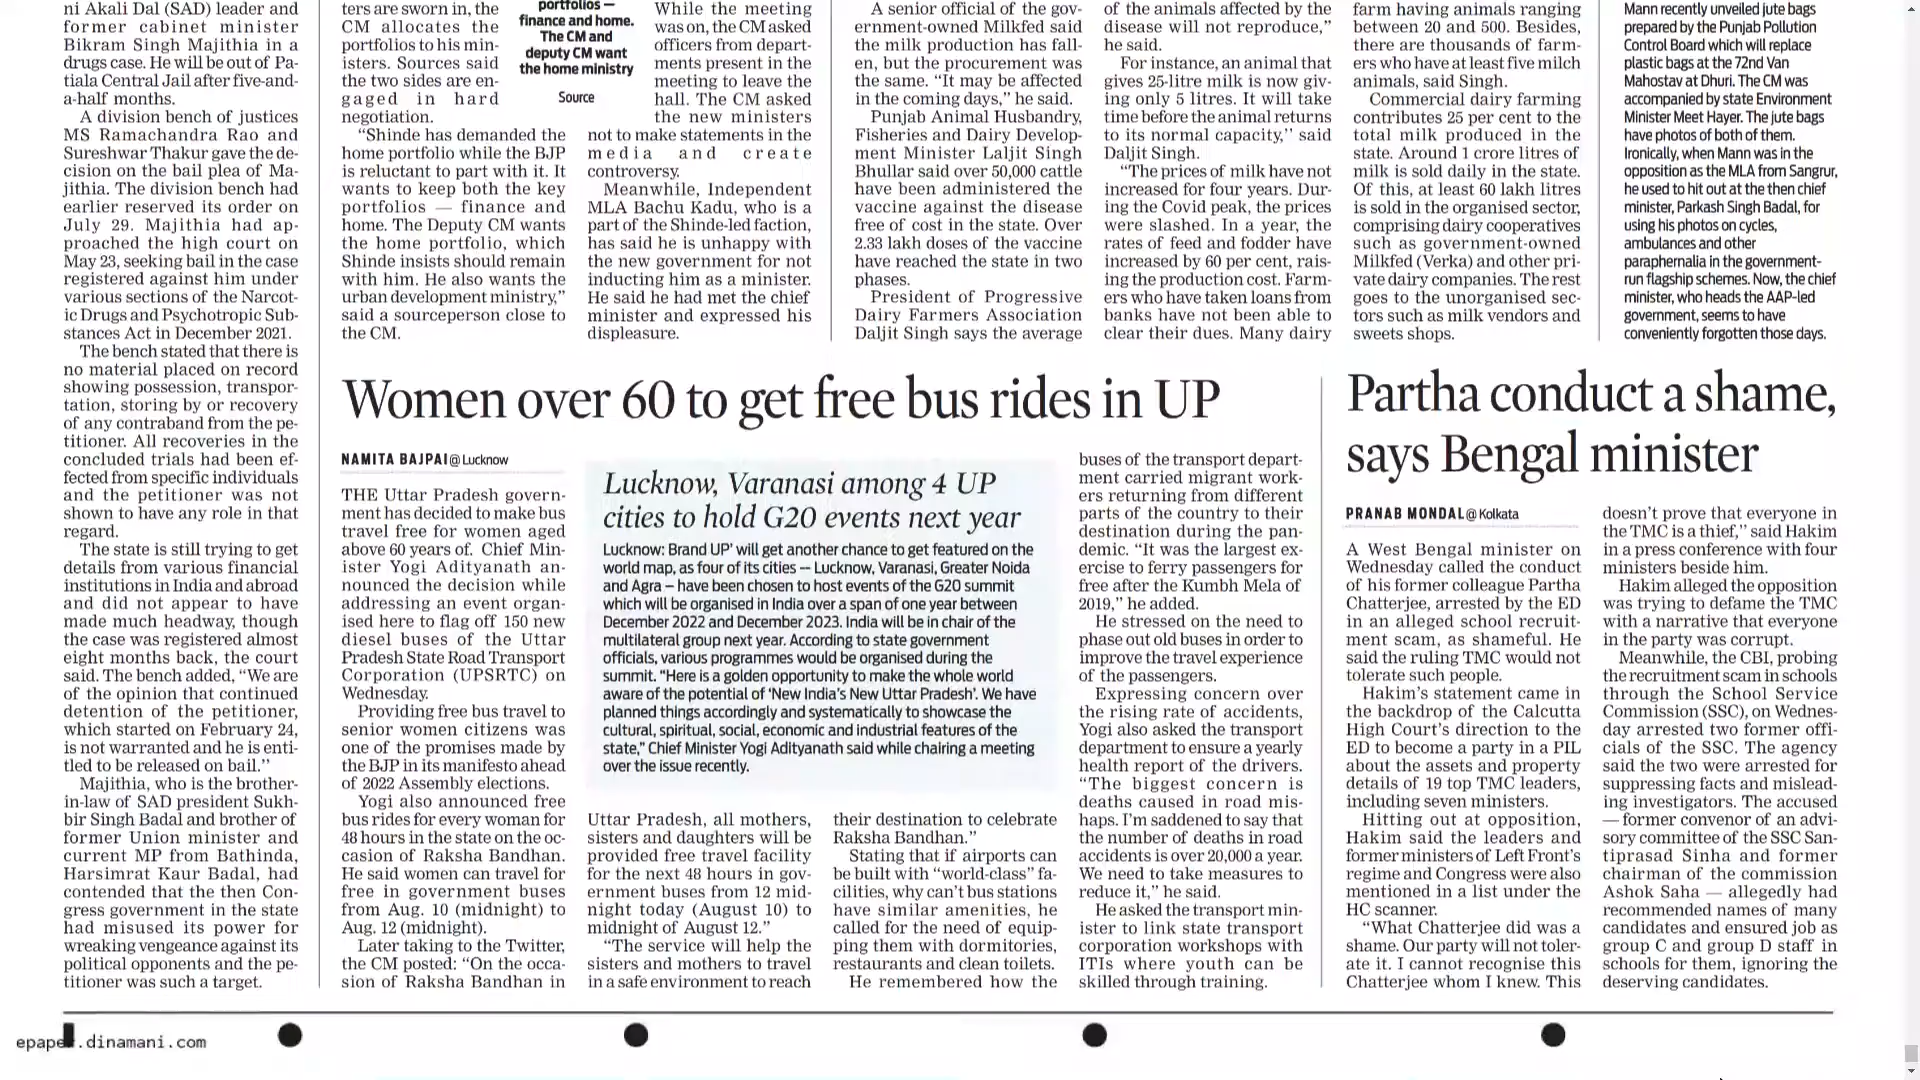 ni Akali Dal (SAD) leader and
former cabinet minister
Bikram Singh Majithia in a
drugs case. He will be out of Pa-
tiala Central Jail after five-and-
a-half months.
A division bench of justices
MS Ramachandra Rao and
Sureshwar Thakur gave the de-
cision on the bail plea of Ma-
jithia. The division bench had
earlier reserved its order on
July 29. Majithia had ap-
proached the high court on
May 23, seeking bail in the case
registered against him under
various sections of the Narcot-
ic Drugs and Psychotropic Sub-
stances Act in December 2021.
The bench stated that there is
no material placed on record
showing possession, transpor-
tation, storing by or recovery
of any contraband from the pe-
titioner. All recoveries in the
concluded trials had been ef-
fected from specific individuals
and the petitioner was not
shown to have any role in that
regard.
The state is still trying to get
details from various financial
institutions in India and abroad
and did not appear to have
made much headway, though
the case was registered almost
eight months back, the court
said. The bench added, “We are
of the opinion that continued
detention of the petitioner,
which started on February 24,
is not warranted and he is enti-
tled to be released on bail.”
Majithia, who is the brother-
in-law of SAD president Sukh-
bir Singh Badal and brother of
former Union minister and
current MP from Bathinda,
Harsimrat Kaur Badal, had
contended that the then Con-
gress government in the state
had misused its power for
wreaking vengeance against its
political opponents and the pe-
titioner was such a target.
ters are sworn in, the
CM allocates the
portfolios to his min-
isters. Sources said
the two sides are en-
gaged in hard
negotiation.
“Shinde has demanded the
home portfolio while the BJP
is reluctant to part with it. It
wants to keep both the key
portfolios — finance and
home. The Deputy CM wants
the home portfolio, which
Shinde insists should remain
with him. He also wants the
urban development ministry,”
said a sourceperson close to
the CM.
portfolios —
finance and home.
The CM and
deputy CM want
the home ministry
Source
While the meeting
was on, the CM asked
officers from depart-
ments present in the
meeting to leave the
hall. The CM asked
the new ministers
not to make statements in the
media and create
controversy.
Meanwhile, Independent
MLA Bachu Kadu, who is a
part of the Shinde-led faction,
has said he is unhappy with
the new government for not
inducting him as a minister.
He said he had met the chief
minister and expressed his
displeasure.
A senior official of the gov-
ernment-owned Milkfed said
the milk production has fall-
en, but the procurement was
the same. “It may be affected
in the coming days,” he said.
Punjab Animal Husbandry,
Fisheries and Dairy Develop-
ment Minister Laljit Singh
Bhullar said over 50,000 cattle
have been administered the
vaccine against the disease
free of cost in the state. Over
2.33 lakh doses of the vaccine
have reached the state in two
phases.
President of Progressive
Dairy Farmers Association
Daljit Singh says the average
of the animals affected by the
disease will not reproduce,”
he said.
For instance, an animal that
gives 25-litre milk is now giv-
ing only 5 litres. It will take
time before the animal returns
to its normal capacity,” said
Daljit Singh.
“The prices of milk have not
increased for four years. Dur-
ing the Covid peak, the prices
were slashed. In a year, the
rates of feed and fodder have
increased by 60 per cent, rais-
ing the production cost. Farm-
ers who have taken loans from
banks have not been able to
clear their dues. Many dairy
farm having animals ranging
between 20 and 500. Besides,
there are thousands of farm-
ers who have at least five milch
animals, said Singh.
Commercial dairy farming
contributes 25 per cent to the
total milk produced in the
state. Around 1 crore litres of
milk is sold daily in the state.
Of this, at least 60 lakh litres
is sold in the organised sector,
comprising dairy cooperatives
such as government-owned
Milkfed (Verka) and other pri-
vate dairy companies. The rest
goes to the unorganised sec-
tors such as milk vendors and
sweets shops.
Mann recently unveiled jute bags
prepared by the Punjab Pollution
Control Board which will replace
plastic bags at the 72nd Van
Mahostav at Dhuri. The CM was
accompanied by state Environment
Minister Meet Hayer. The jute bags
have photos of both of them.
Ironically, when Mann was in the
opposition as the MLA from Sangrur,
he used to hit out at the then chief
minister, Parkash Singh Badal, for
using his photos on cycles,
ambulances and other
paraphernalia in the government-
run flagship schemes. Now, the chief
minister, who heads the AAP-led
government, seems to have
conveniently forgotten those days.
Women over 60 to get free bus rides in UP
NAMITA BAJPAI@Lucknow
THE Uttar Pradesh govern-
ment has decided to make bus
travel free for women aged
above 60 years of. Chief Min-
ister Yogi Adityanath an-
nounced the decision while
addressing an event organ-
ised here to flag off 150 new
diesel buses of the Uttar
Pradesh State Road Transport
Corporation (UPSRTC) on
Wednesday.
Providing free bus travel to
senior women citizens was
one of the promises made by
the BJP in its manifesto ahead
of 2022 Assembly elections.
Yogi also announced free
bus rides for every woman for
48 hours in the state on the oc-
casion of Raksha Bandhan.
He said women can travel for
free in government buses
from Aug. 10 (midnight) to
Aug. 12 (midnight).
Later taking to the Twitter,
the CM posted: “On the occa-
sion of Raksha Bandhan in
Lucknow, Varanasi among 4 UP
cities to hold G20 events next year
Lucknow: Brand UP’ will get another chance to get featured on the
world map, as four of its cities — Lucknow, Varanasi, Greater Noida
and Agra — have been chosen to host events of the G20 summit
which will be organised in India over a span of one year between
December 2022 and December 2023. India will be in chair of the
multilateral group next year. According to state government
officials, various programmes would be organised during the
summit. “Here is a golden opportunity to make the whole world
aware of the potential of ‘New India’s New Uttar Pradesh’. We have
planned things accordingly and systematically to showcase the
cultural, spiritual, social, economic and industrial features of the
state,” Chief Minister Yogi Adityanath said while chairing a meeting
over the issue recently.
Uttar Pradesh, all mothers,
sisters and daughters will be
provided free travel facility
for the next 48 hours in gov-
ernment buses from 12 mid-
night today (August 10) to
midnight of August 12.”
“The service will help the
sisters and mothers to travel
in a safe environment to reach
their destination to celebrate
Raksha Bandhan.”
Stating that if airports can
be built with “world-class” fa-
cilities, why can’t bus stations
have similar amenities, he
called for the need of equip-
ping them with dormitories,
restaurants and clean toilets.
He remembered how the
buses of the transport depart-
ment carried migrant work-
ers returning from different
parts of the country to their
destination during the pan-
demic. “It was the largest ex-
ercise to ferry passengers for
free after the Kumbh Mela of
2019,” he added.
He stressed on the need to
phase out old buses in order to
improve the travel experience
of the passengers.
Expressing concern over
the rising rate of accidents,
Yogi also asked the transport
department to ensure a yearly
health report of the drivers.
“The biggest concern is
deaths caused in road mis-
haps. I’m saddened to say that
the number of deaths in road
accidents is over 20,000 a year.
We need to take measures to
reduce it,” he said.
He asked the transport min-
ister to link state transport
corporation workshops with
ITIs where youth can be
skilled through training.
Partha conduct a shame,
says Bengal minister
PRANAB MONDAL@Kolkata
A West Bengal minister on
Wednesday called the conduct
of his former colleague Partha
Chatterjee, arrested by the ED
in an alleged school recruit-
ment scam, as shameful. He
said the ruling TMC would not
tolerate such people.
Hakim’s statement came in
the backdrop of the Calcutta
High Court’s direction to the
ED to become a party in a PIL
about the assets and property
details of 19 top TMC leaders,
including seven ministers.
Hitting out at opposition,
Hakim said the leaders and
former ministers of Left Front’s
regime and Congress were also
mentioned in a list under the
HC scanner.
“What Chatterjee did was a
shame. Our party will not toler-
ate it. I cannot recognise this
Chatterjee whom I knew. This
doesn’t prove that everyone in
the TMC is a thief,” said Hakim
in a press conference with four
ministers beside him.
Hakim alleged the opposition
was trying to defame the TMC
with a narrative that everyone
in the party was corrupt.
Meanwhile, the CBI, probing
the recruitment scam in schools
through the School Service
Commission (SSC), on Wednes-
day arrested two former offi-
cials of the SSC. The agency
said the two were arrested for
suppressing facts and mislead-
ing investigators. The accused
— former convenor of an advi-
sory committee of the SSC San-
tiprasad Sinha and former
chairman of the commission
Ashok Saha — allegedly had
recommended names of many
candidates and ensured job as
group C and group D staff in
schools for them, ignoring the
deserving candidates.
epaper.dinamani.com